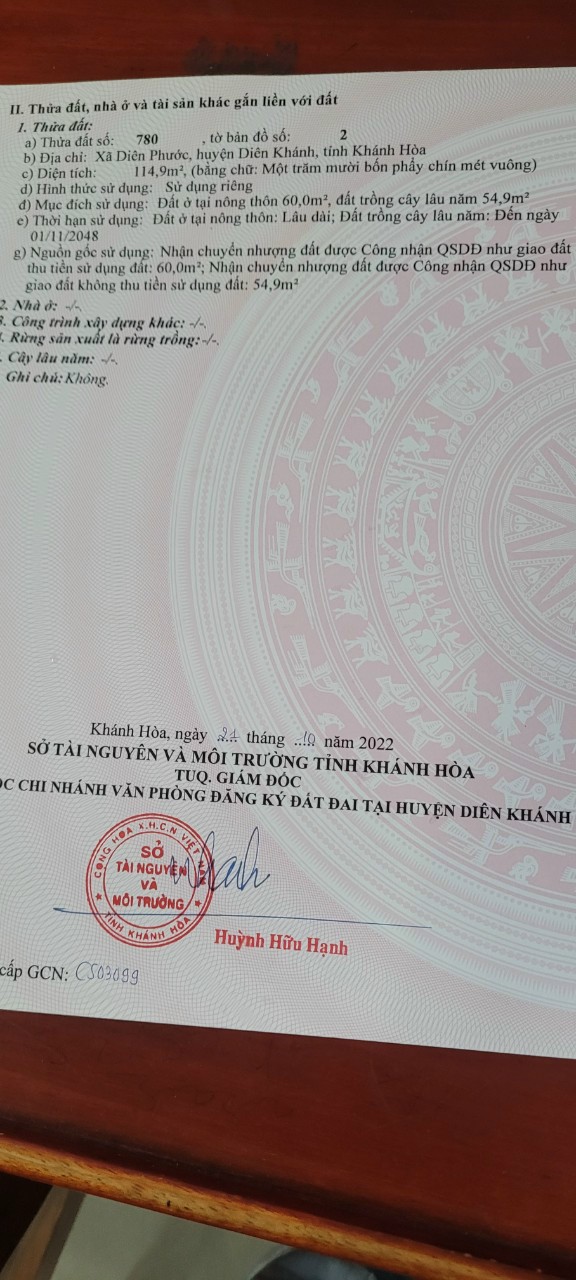 II. Thửa đất, nhà ở và tài sản khác gắn liền với đất
1. Thửa đất:
a) Thửa đất số: 780 , tờ bản đồ số: 2
b) Địa chỉ: Xã Diên Phước, huyện Diên Khánh, tỉnh Khánh Hòa
c) Diện tích: 114,9m², (bằng chữ: Một trăm mười bốn phẩy chín mét vuông)
d) Hình thức sử dụng: Sử dụng riêng
đ) Mục đích sử dụng: Đất ở tại nông thôn 60,0m², đất trồng cây lâu năm 54,9m²
e) Thời hạn sử dụng: Đất ở tại nông thôn: Lâu dài; Đất trồng cây lâu năm: Đến ngày
01/11/2048
g) Nguồn gốc sử dụng: Nhận chuyển nhượng đất được Công nhận QSDĐ như giao đất
thu tiền sử dụng đất: 60,0m²; Nhận chuyển nhượng đất được Công nhận QSDĐ như
giao đất không thu tiền sử dụng đất: 54,9m²
2. Nhà ở: -/-.
3. Công trình xây dựng khác: -/-.
. Rừng sản xuất là rừng trồng: -/-.
. Cây lâu năm: -/-.
Ghi chú: Không.
Khánh Hòa, ngày tháng ..10 năm 2022
SỞ TÀI NGUYÊN VÀ MÔI TRƯỜNG TỈNH KHÁNH HÒA
TUQ. GIÁM ĐỐC
ỐC CHI NHÁNH VĂN PHÒNG ĐĂNG KÝ ĐẤT ĐAI TẠI HUYỆN DIÊN KHÁNH
CỘNG HÒA X.H.C.N VIỆT NAM
SỞ
TÀI NGUYÊN
VÀ
MÔI TRƯỜNG
TỈNH KHÁNH HÒA
Huỳnh Hữu Hạnh
cấp GCN: CS03099